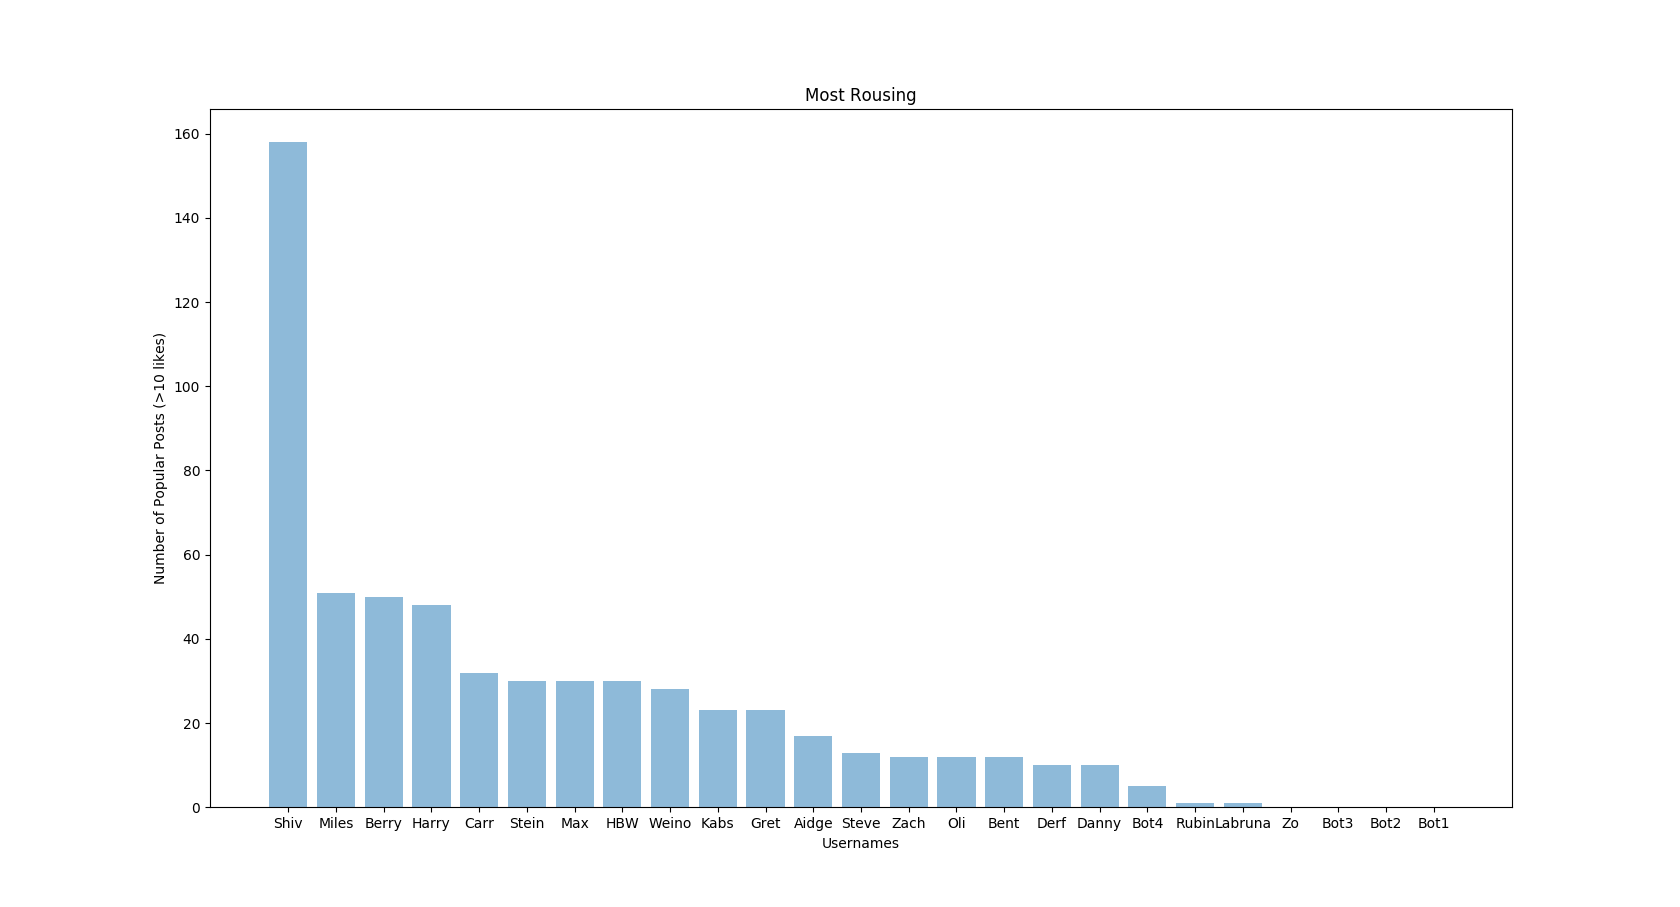 Most Rousing
Number of Popular Posts (>10 likes)
160
140
120
100
80
60
40
20
0
Shiv Miles Berry Harry Carr Stein Max HBW Weino Kabs Gret Aidge Steve Zach Oli Bent Derf Danny Bot4 Rubin Labruna Zo Bot3 Bot2 Bot1
Usernames